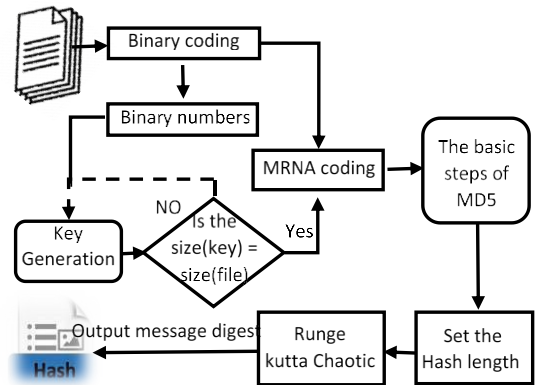 Binary coding
Binary numbers
MRNA coding
The basic
steps of
MD5
NO
Is the
size(key) =
size(file)
Yes
Key
Generation
Output message digest
Runge
kutta Chaotic
Set the
Hash length
Hash